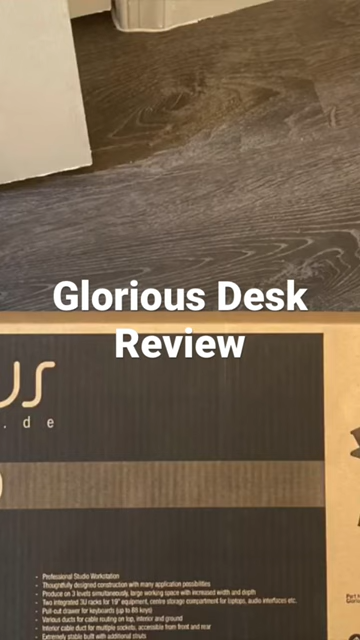 Glorious Desk
Review
us
.de
- Professional Studio Workstation
- Thoughtfully designed construction with many application possibilities
- Produce on 3 levels simultaneously, large working space with increased width and depth
- Two integrated 3U racks for 19" equipment, centre storage compartment for laptops, audio interfaces etc.
- Pull-out drawer for keyboards (up to 88 keys)
- Various ducts for cable routing on top, interior and ground
- Interior cable duct for multiple sockets, accessible from front and rear
- Extremely stable built with additional struts